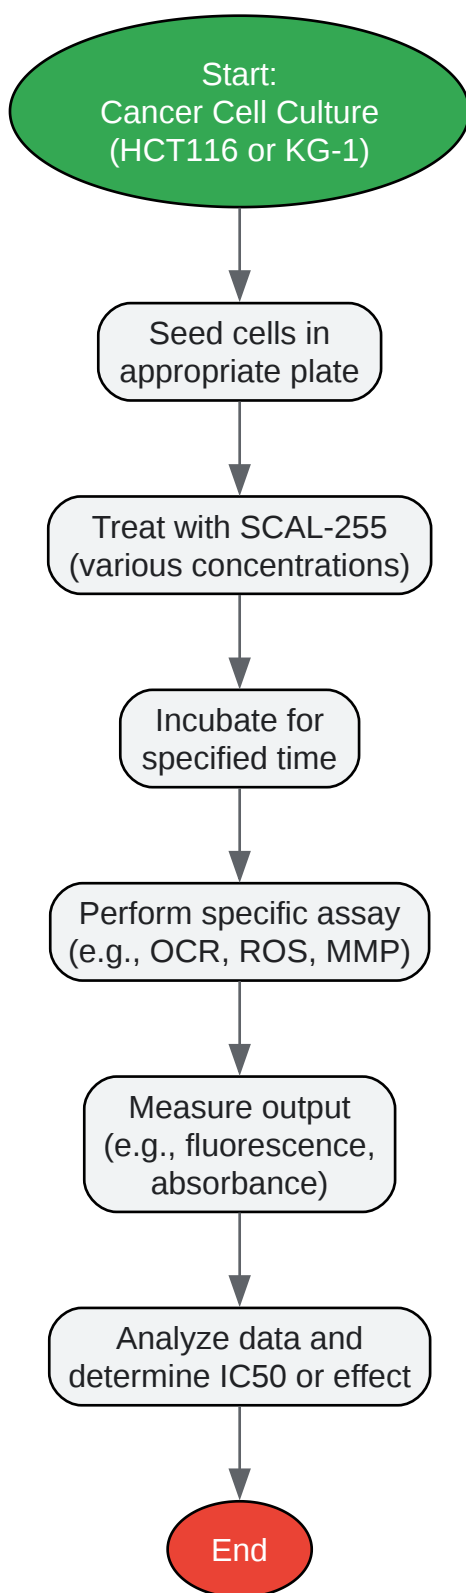 Start:
Cancer Cell Culture
(HCT116 or KG-1)
Seed cells in
appropriate plate
Treat with SCAL-255
(various concentrations)
Incubate for
specified time
Perform specific assay
(e.g., OCR, ROS, MMP)
Measure output
(e.g., fluorescence,
absorbance)
Analyze data and
determine IC50 or effect
End